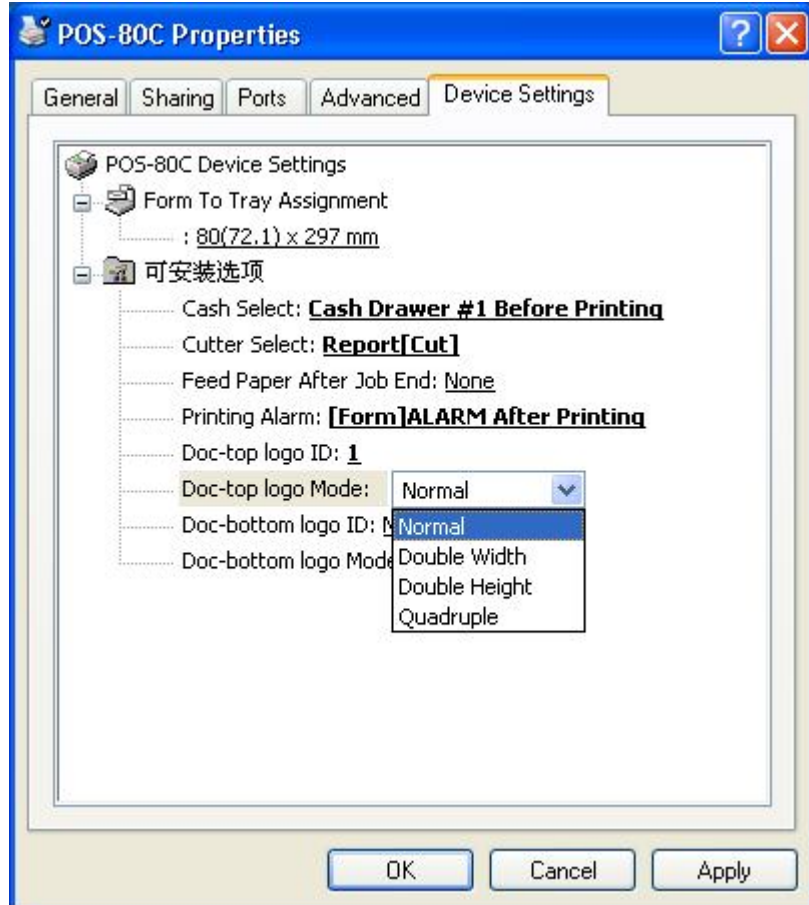 POS-80C Properties
General Sharing Ports Advanced Device Settings
POS-80C Device Settings
Form To Tray Assignment
: 80(72.1) x 297 mm
可安装选项
Cash Select: Cash Drawer #1 Before Printing
Cutter Select: Report[Cut]
Feed Paper After Job End: None
Printing Alarm: [Form]ALARM After Printing
Doc-top logo ID: 1
Doc-top logo Mode: Normal
Doc-bottom logo ID:
Normal
Doc-bottom logo Mode
Double Width
Double Height
Quadruple
OK Cancel Apply